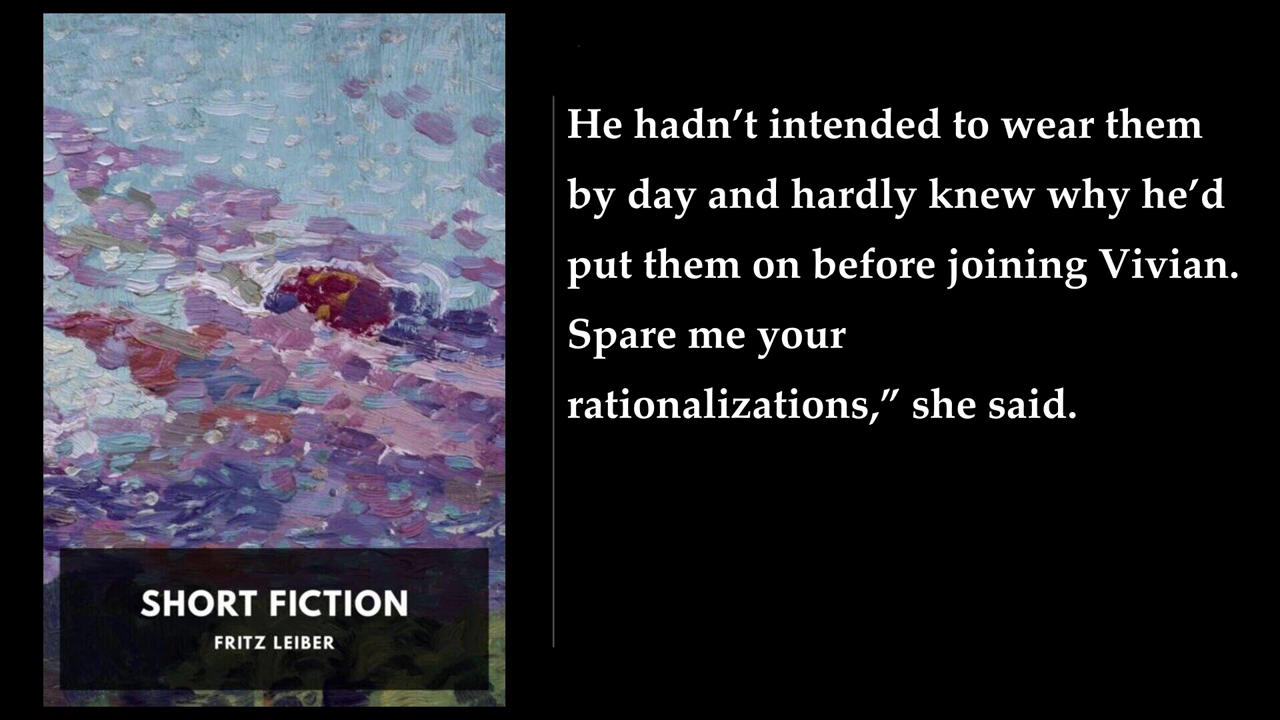 He hadn’t intended to wear them
by day and hardly knew why he’d
put them on before joining Vivian.
Spare me your
rationalizations,” she said.
SHORT FICTION
FRITZ LEIBER